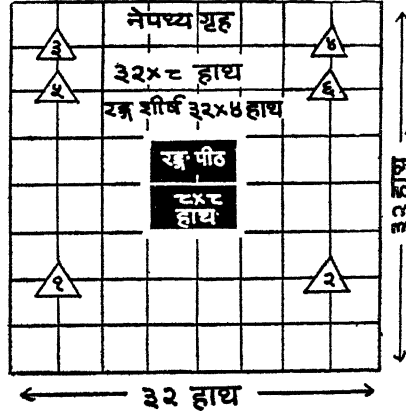 नेपथ्य गृह
३ ४
३२×८ हाथ
५ ६
रङ्ग शीर्ष ३२×४ हाथ
रङ्ग-पीठ
८×८
हाथ
१ २
३२ हाथ
३२ हाथ